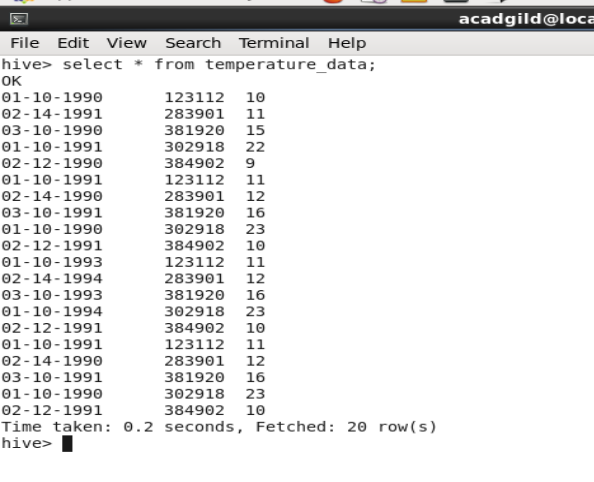 acadgild@loca
File Edit View Search Terminal Help
hive> select * from temperature_data;
OK
01-10-1990 123112 10
02-14-1991 283901 11
03-10-1990 381920 15
01-10-1991 302918 22
02-12-1990 384902 9
01-10-1991 123112 11
02-14-1990 283901 12
03-10-1991 381920 16
01-10-1990 302918 23
02-12-1991 384902 10
01-10-1993 123112 11
02-14-1994 283901 12
03-10-1993 381920 16
01-10-1994 302918 23
02-12-1991 384902 10
01-10-1991 123112 11
02-14-1990 283901 12
03-10-1991 381920 16
01-10-1990 302918 23
02-12-1991 384902 10
Time taken: 0.2 seconds, Fetched: 20 row(s)
hive>